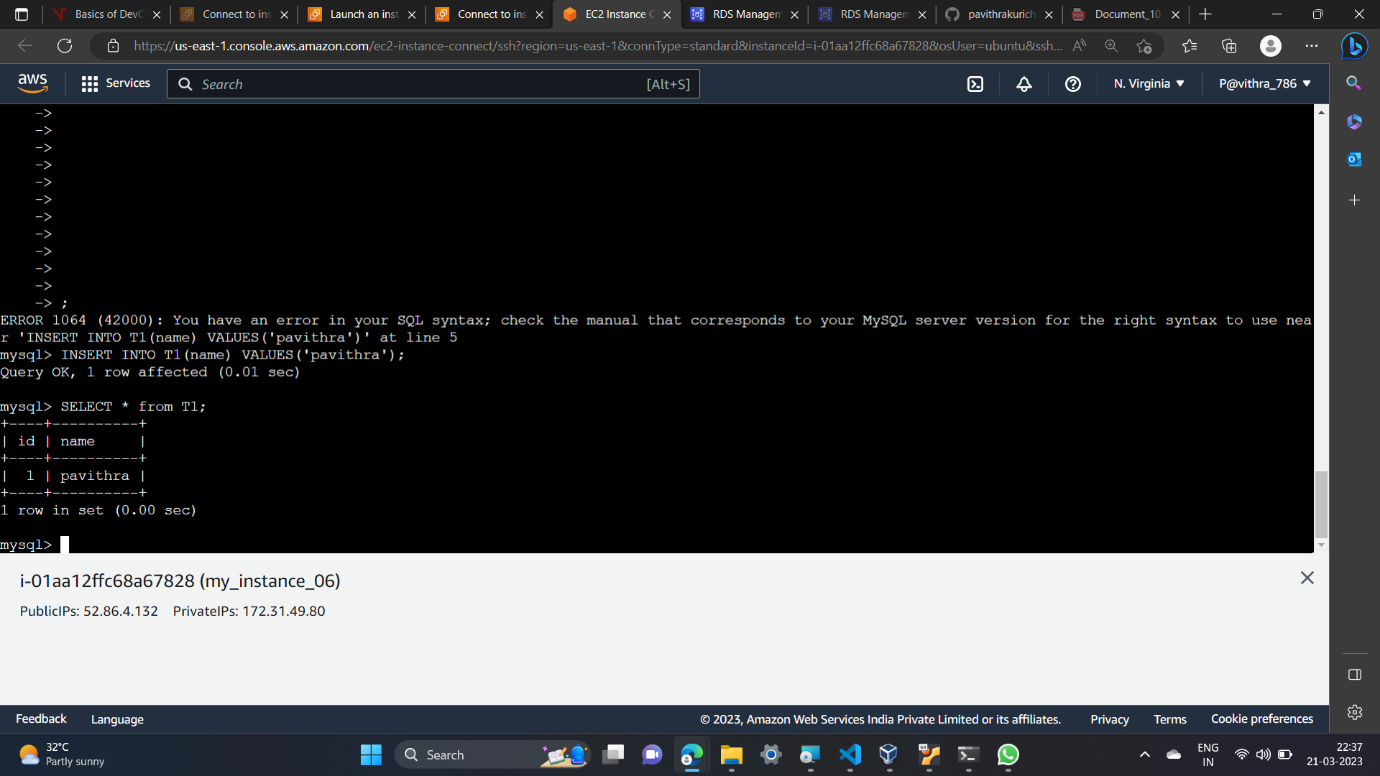 Basics of DevO
Connect to ins
Launch an inst
Connect to ins
EC2 Instance C
RDS Managem
RDS Managem
pavithrakurich
Document_10
https://us-east-1.console.aws.amazon.com/ec2-instance-connect/ssh?region=us-east-1&connType=standard&instanceId=i-01aa12ffc68a67828&osUser=ubuntu&ssh...
aws
Services
Search
[Alt+S]
N. Virginia
P@vithra_786
->
->
->
->
->
->
->
->
->
->
->
-> ;
ERROR 1064 (42000): You have an error in your SQL syntax; check the manual that corresponds to your MySQL server version for the right syntax to use nea
r 'INSERT INTO T1(name) VALUES('pavithra')' at line 5
mysql> INSERT INTO T1(name) VALUES('pavithra');
Query OK, 1 row affected (0.01 sec)
mysql> SELECT * from T1;
+----+----------+
| id | name     |
+----+----------+
|  1 | pavithra |
+----+----------+
1 row in set (0.00 sec)
mysql>
i-01aa12ffc68a67828 (my_instance_06)
PublicIPs: 52.86.4.132 PrivateIPs: 172.31.49.80
Feedback
Language
© 2023, Amazon Web Services India Private Limited or its affiliates.
Privacy
Terms
Cookie preferences
32°C
Partly sunny
Search
ENG
IN
22:37
21-03-2023